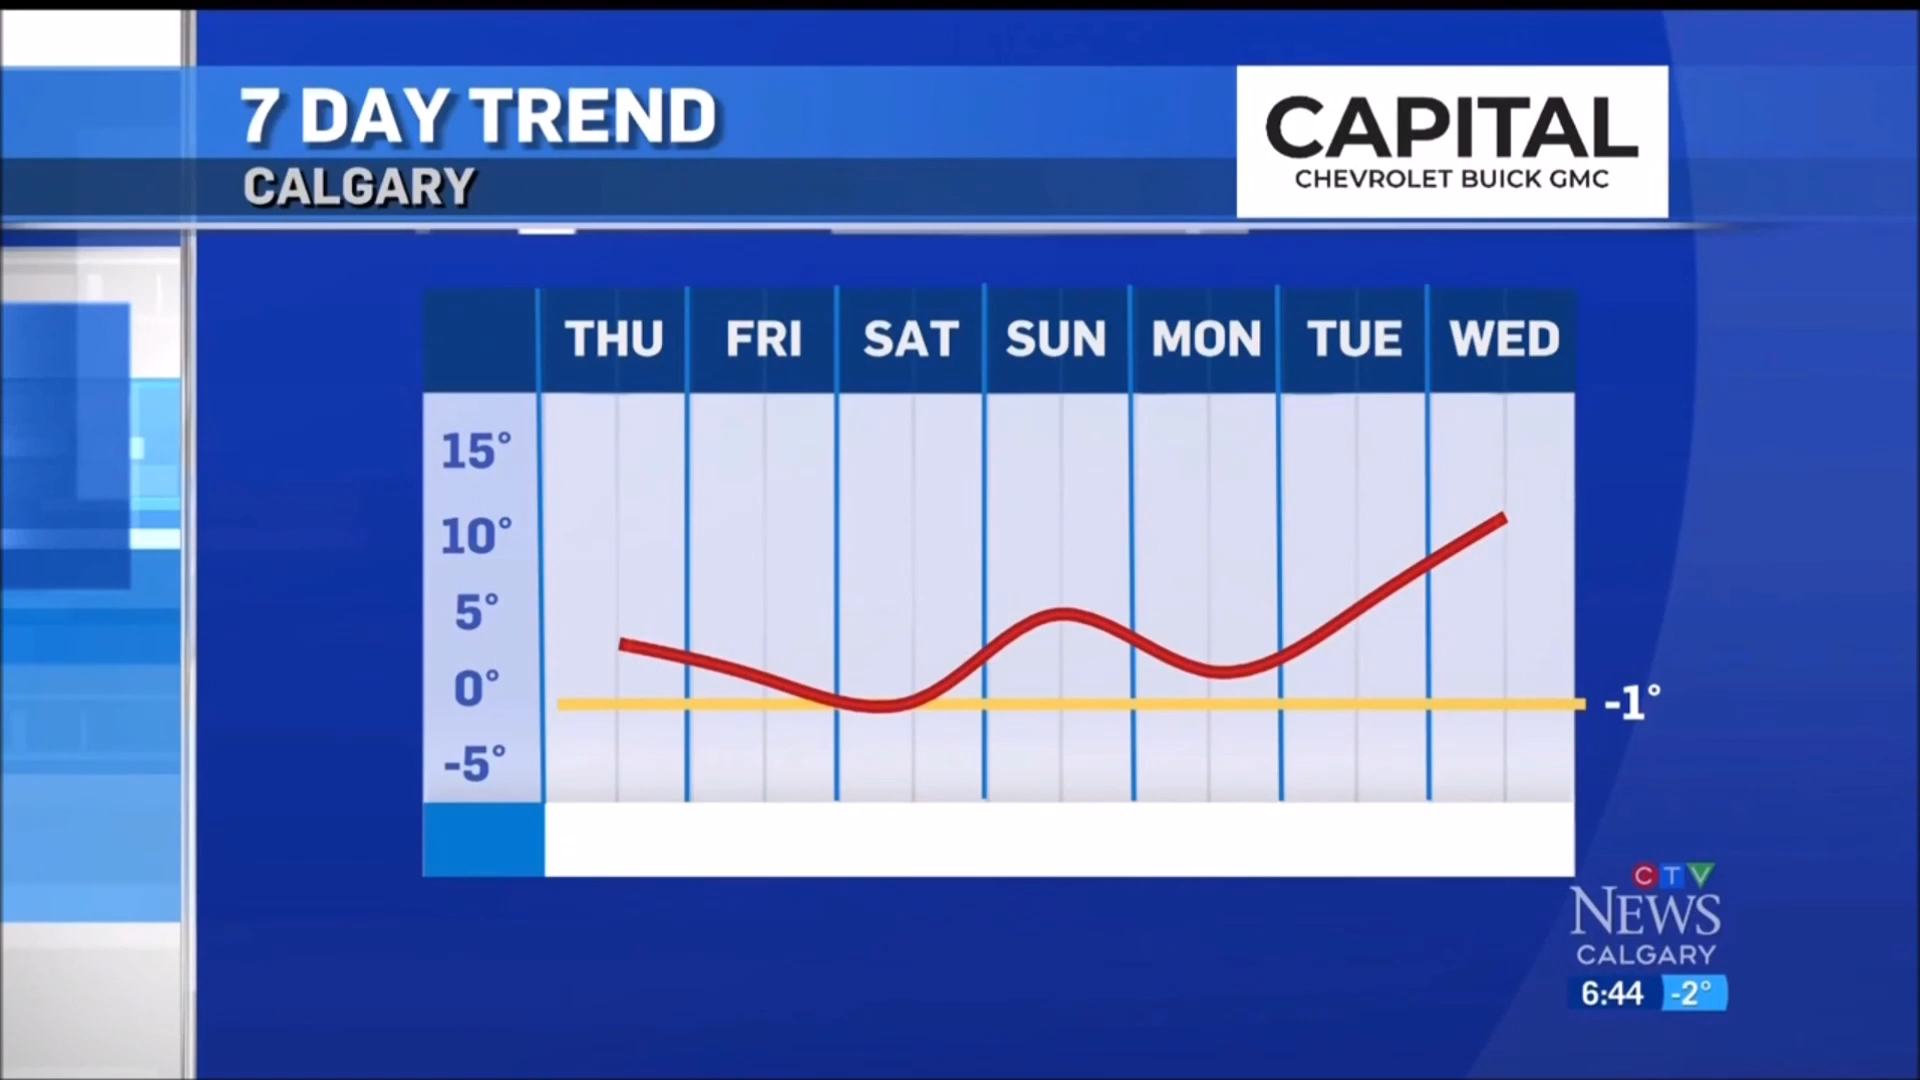 7 DAY TREND
CALGARY
CAPITAL
CHEVROLET BUICK GMC
THU FRI SAT SUN MON TUE WED
15°
10°
5°
0°
-1°
-5°
CTV
NEWS
CALGARY
6:44 -2°